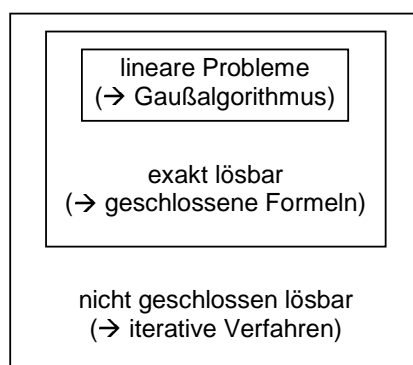 lineare Probleme
(→ Gaußalgorithmus)
exakt lösbar
(→ geschlossene Formeln)
nicht geschlossen lösbar
(→ iterative Verfahren)